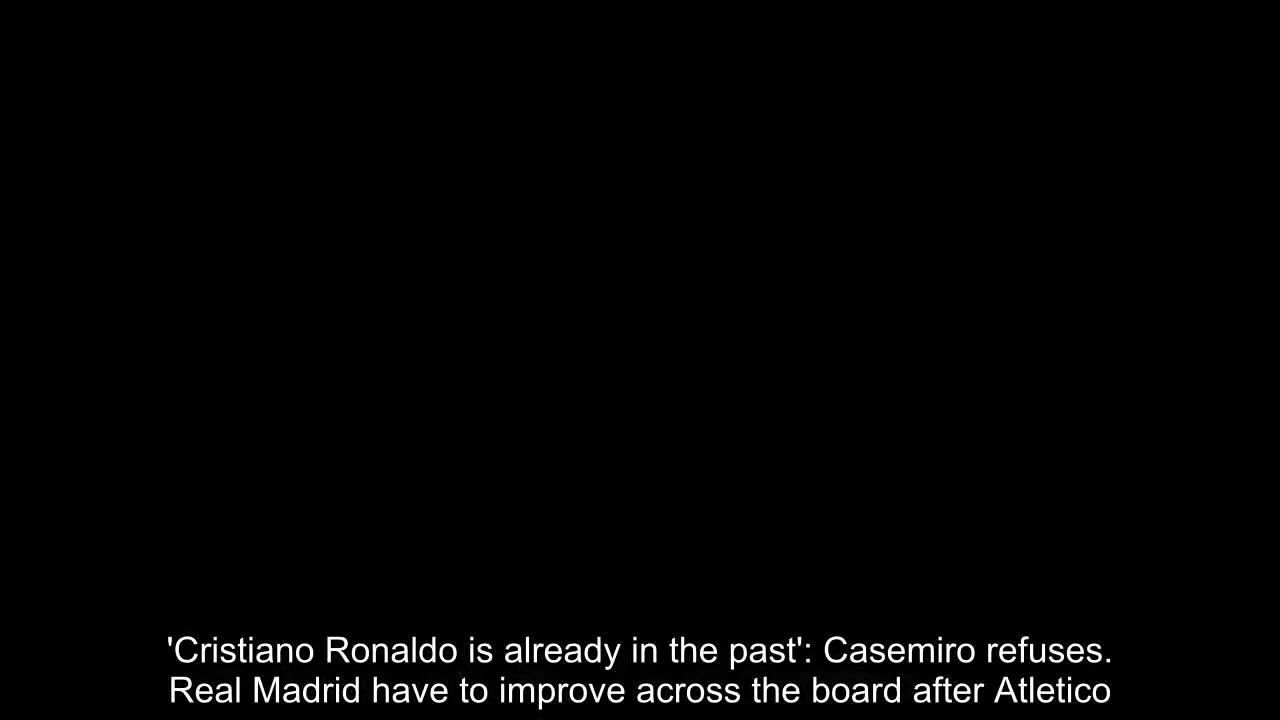 'Cristiano Ronaldo is already in the past': Casemiro refuses.
Real Madrid have to improve across the board after Atletico